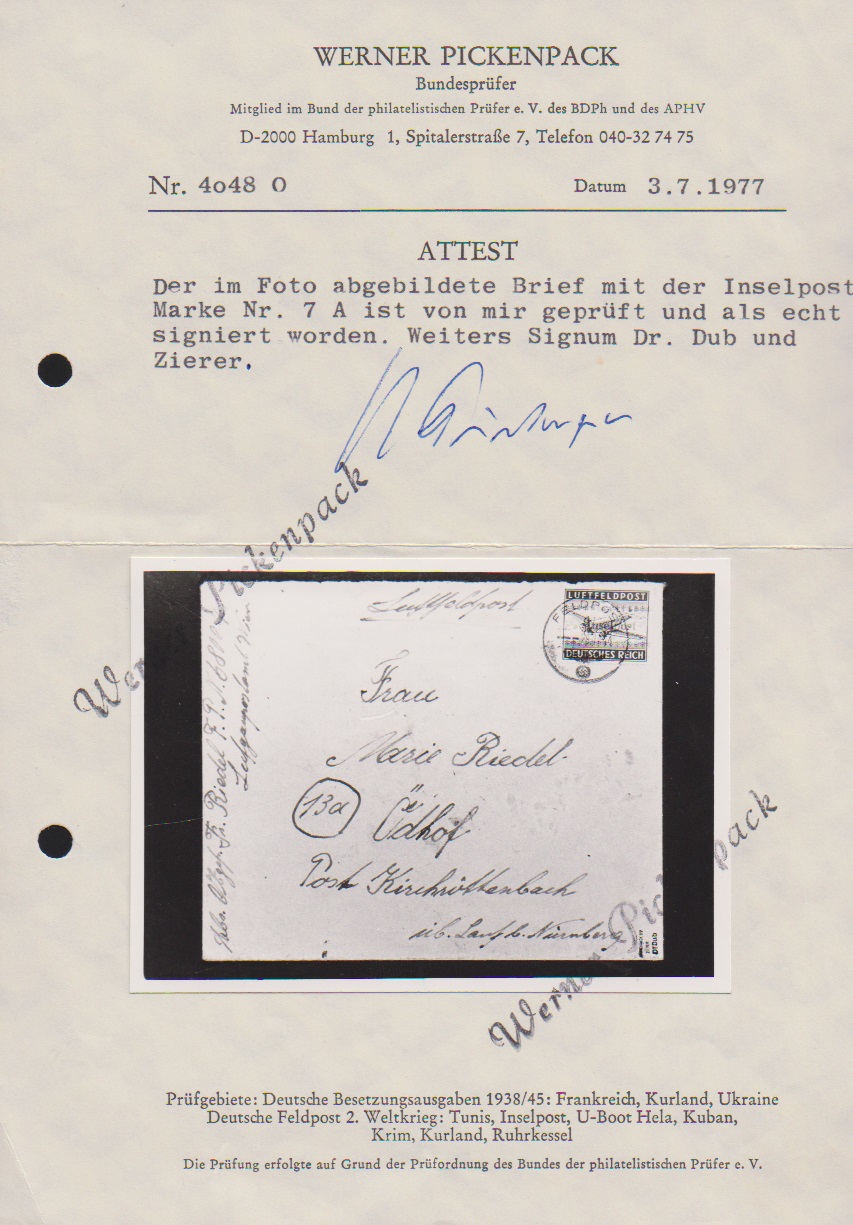 WERNER PICKENPACK
Bundesprüfer
Mitglied im Bund der philatelistischen Prüfer e. V. des BDPh und des APHV
D-2000 Hamburg 1, Spitalerstraße 7, Telefon 040-32 74 75
Nr. 4o48 O Datum 3.7.1977
ATTEST
Der im Foto abgebildete Brief mit der Inselpost
Marke Nr. 7 A ist von mir geprüft und als echt
signiert worden. Weiters Signum Dr. Dub und
Zierer.
Werner Pickenpack
Luftfeldpost
LUFTFELDPOST
FELDPOST
DEUTSCHES REICH
Frau
Marie Riedel
13a Ödhof
Post Kirchröttenbach
üb. Lauf b. Nürnberg
Riedel
Werner Pickenpack
Prüfgebiete: Deutsche Besetzungsausgaben 1938/45: Frankreich, Kurland, Ukraine
Deutsche Feldpost 2. Weltkrieg: Tunis, Inselpost, U-Boot Hela, Kuban,
Krim, Kurland, Ruhrkessel
Die Prüfung erfolgte auf Grund der Prüfordnung des Bundes der philatelistischen Prüfer e. V.